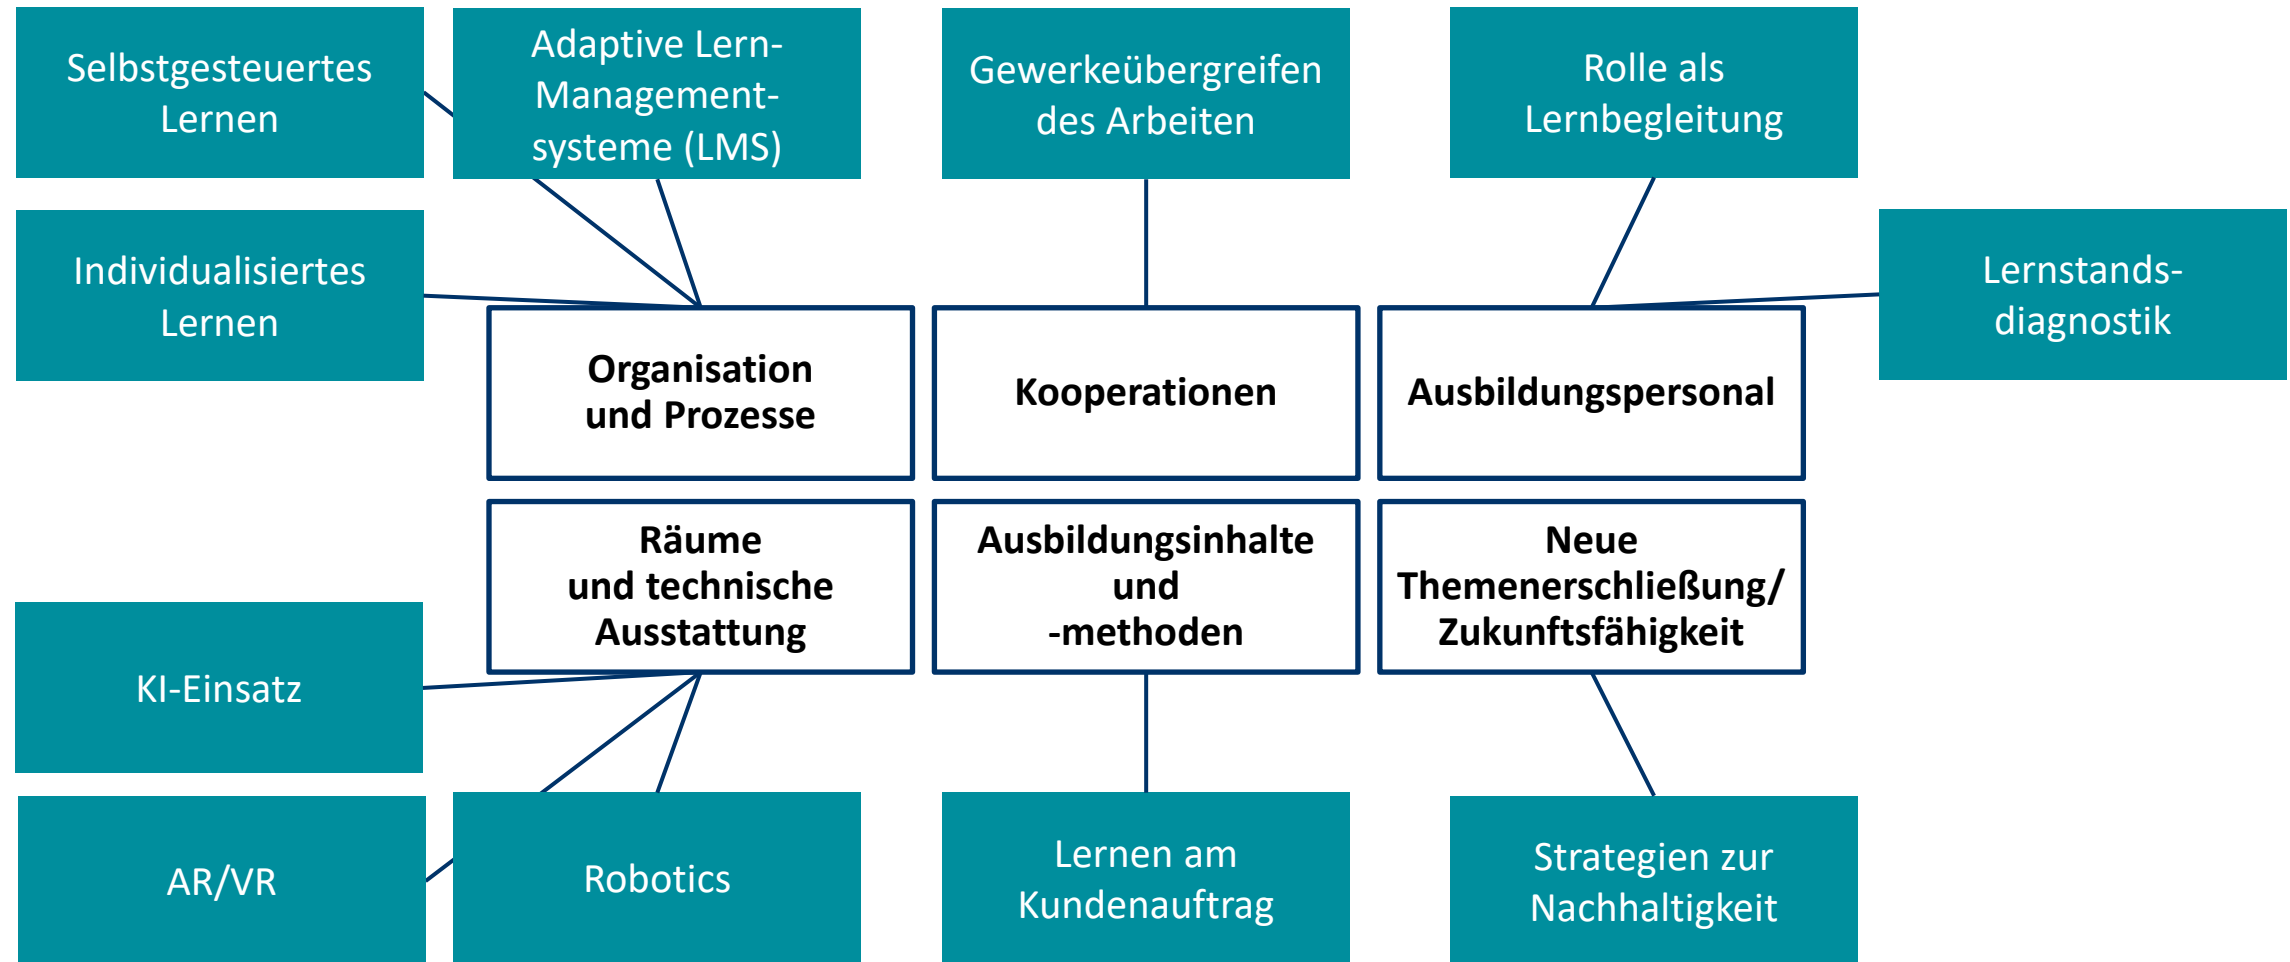 Selbstgesteuertes
Lernen
Adaptive Lern-
Management-
systeme (LMS)
Gewerkeübergreifen
des Arbeiten
Rolle als
Lernbegleitung
Individualisiertes
Lernen
Lernstands-
diagnostik
Organisation
und Prozesse
Kooperationen
Ausbildungspersonal
Räume
und technische
Ausstattung
Ausbildungsinhalte
und
-methoden
Neue
Themenerschließung/
Zukunftsfähigkeit
KI-Einsatz
AR/VR
Robotics
Lernen am
Kundenauftrag
Strategien zur
Nachhaltigkeit